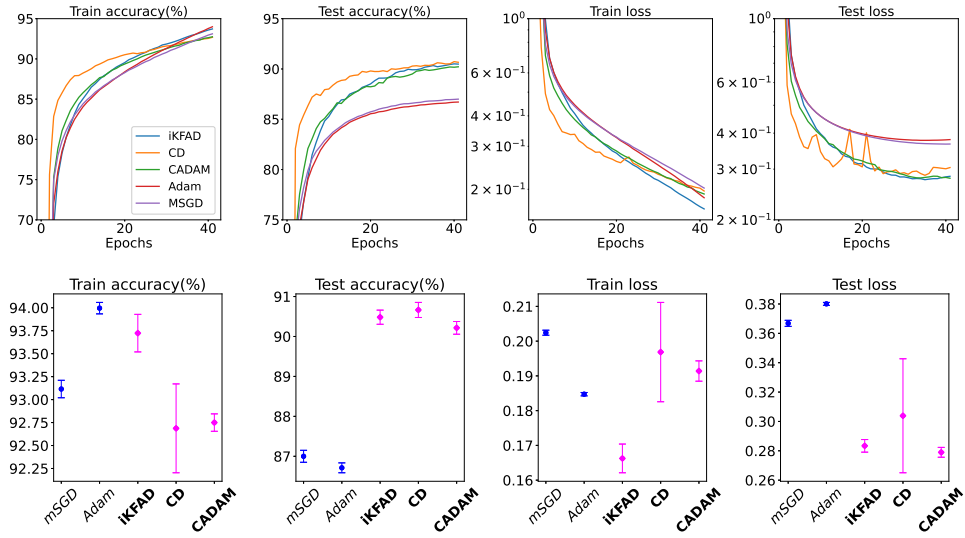 Train accuracy(%)
95
90
85
80
75
70
0 20 40
Epochs
iKFAD
CD
CADAM
Adam
MSGD
Test accuracy(%)
95
90
85
80
75
0 20 40
Epochs
Train loss
10⁰
6 × 10⁻¹
4 × 10⁻¹
3 × 10⁻¹
2 × 10⁻¹
0 20 40
Epochs
Test loss
10⁰
6 × 10⁻¹
4 × 10⁻¹
3 × 10⁻¹
2 × 10⁻¹
0 20 40
Epochs
Train accuracy(%)
94.00
93.75
93.50
93.25
93.00
92.75
92.50
92.25
mSGD Adam iKFAD CD CADAM
Test accuracy(%)
91
90
89
88
87
mSGD Adam iKFAD CD CADAM
Train loss
0.21
0.20
0.19
0.18
0.17
0.16
mSGD Adam iKFAD CD CADAM
Test loss
0.38
0.36
0.34
0.32
0.30
0.28
0.26
mSGD Adam iKFAD CD CADAM